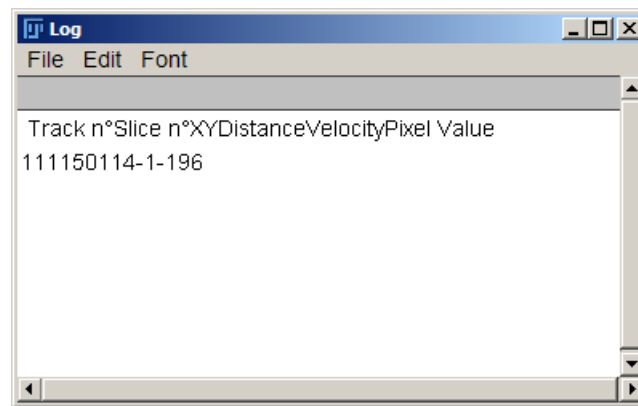 Log
File Edit Font
Track n°Slice n°XYDistanceVelocityPixel Value
111150114-1-196